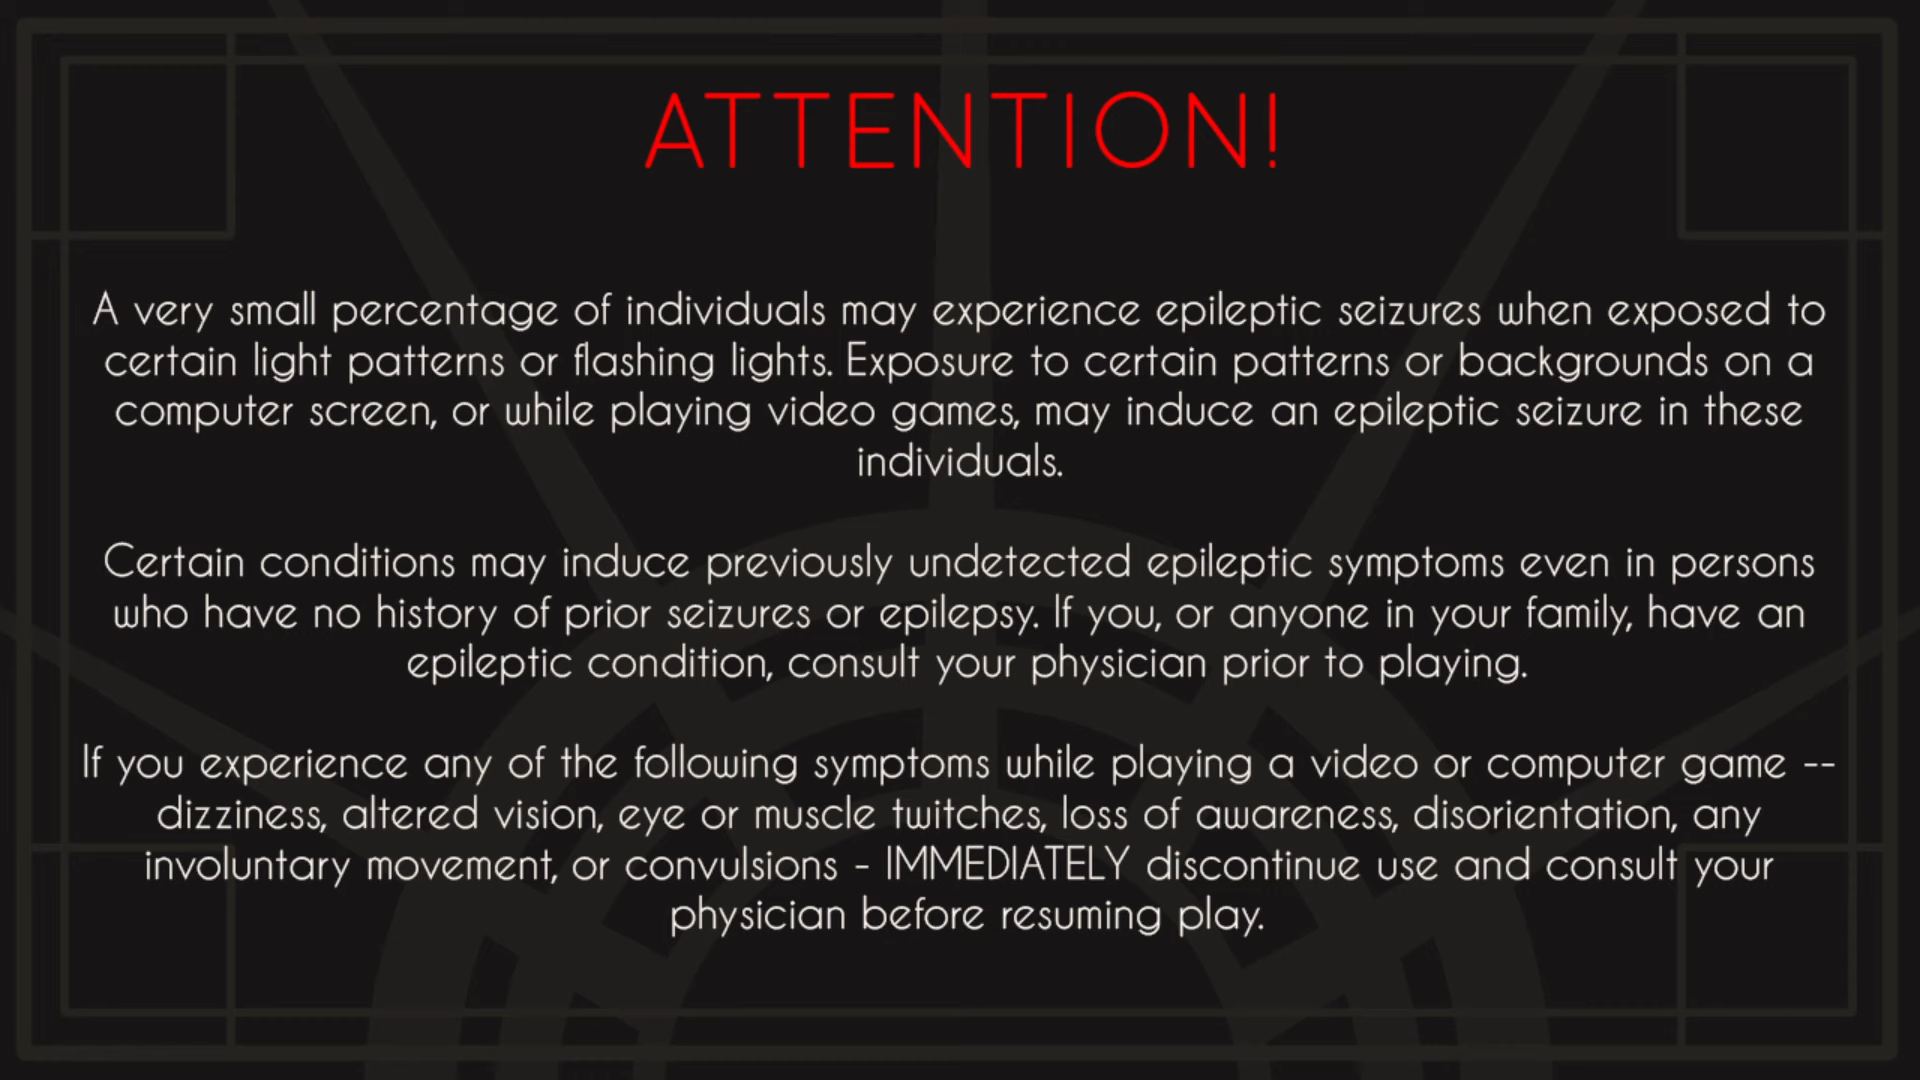 ATTENTION!
A very small percentage of individuals may experience epileptic seizures when exposed to
certain light patterns or flashing lights. Exposure to certain patterns or backgrounds on a
computer screen, or while playing video games, may induce an epileptic seizure in these
individuals.
Certain conditions may induce previously undetected epileptic symptoms even in persons
who have no history of prior seizures or epilepsy. If you, or anyone in your family, have an
epileptic condition, consult your physician prior to playing.
If you experience any of the following symptoms while playing a video or computer game --
dizziness, altered vision, eye or muscle twitches, loss of awareness, disorientation, any
involuntary movement, or convulsions - IMMEDIATELY discontinue use and consult your
physician before resuming play.